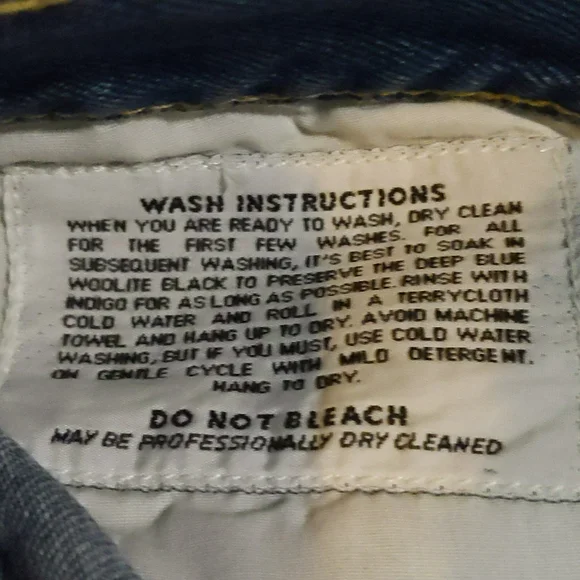 WASH INSTRUCTIONS
WHEN YOU ARE READY TO WASH, DRY CLEAN
FOR THE FIRST FEW WASHES. FOR ALL
SUBSEQUENT WASHING, IT'S BEST TO SOAK IN
WOOLITE BLACK TO PRESERVE THE DEEP BLUE
INDIGO FOR AS LONG AS POSSIBLE. RINSE WITH
COLD WATER AND ROLL IN A TERRYCLOTH
TOWEL AND HANG UP TO DRY. AVOID MACHINE
WASHING, BUT IF YOU MUST, USE COLD WATER
ON GENTLE CYCLE WITH MILD DETERGENT.
HANG TO DRY.
DO NOT BLEACH
MAY BE PROFESSIONALLY DRY CLEANED